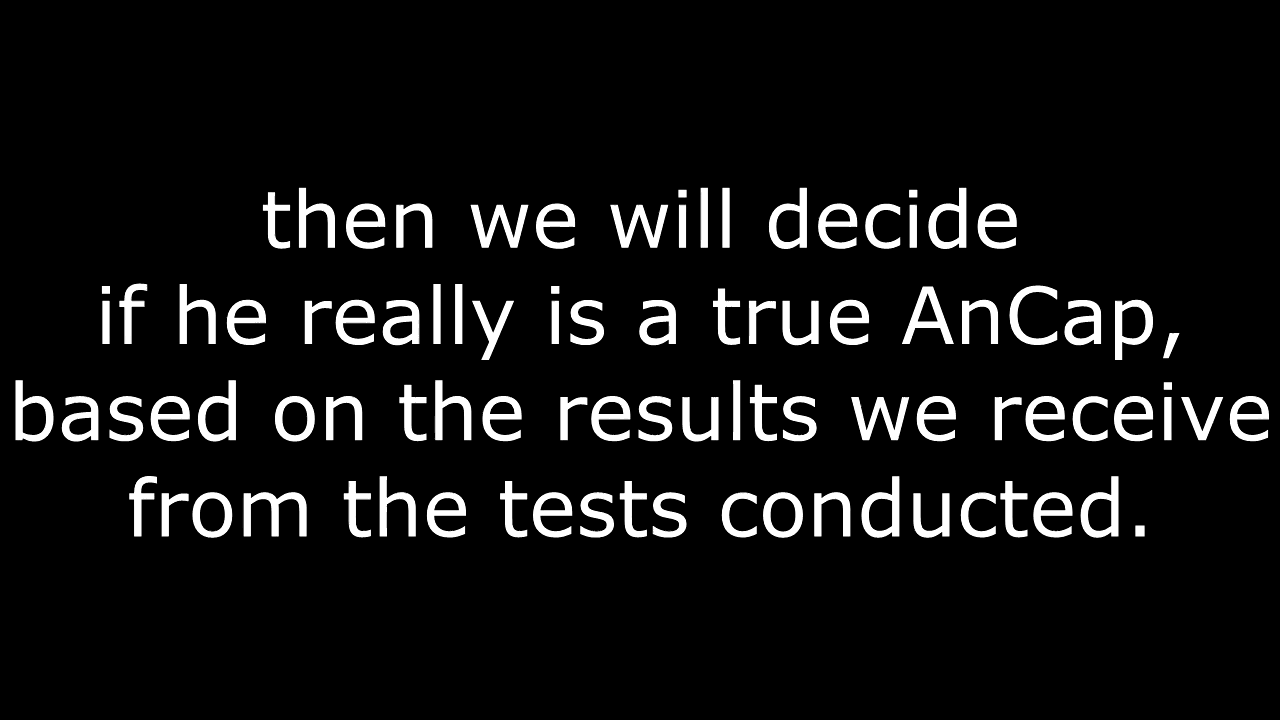 then we will decide
if he really is a true AnCap,
based on the results we receive
from the tests conducted.